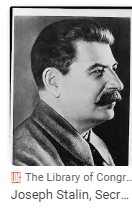 The Library of Congr...
Joseph Stalin, Secr...